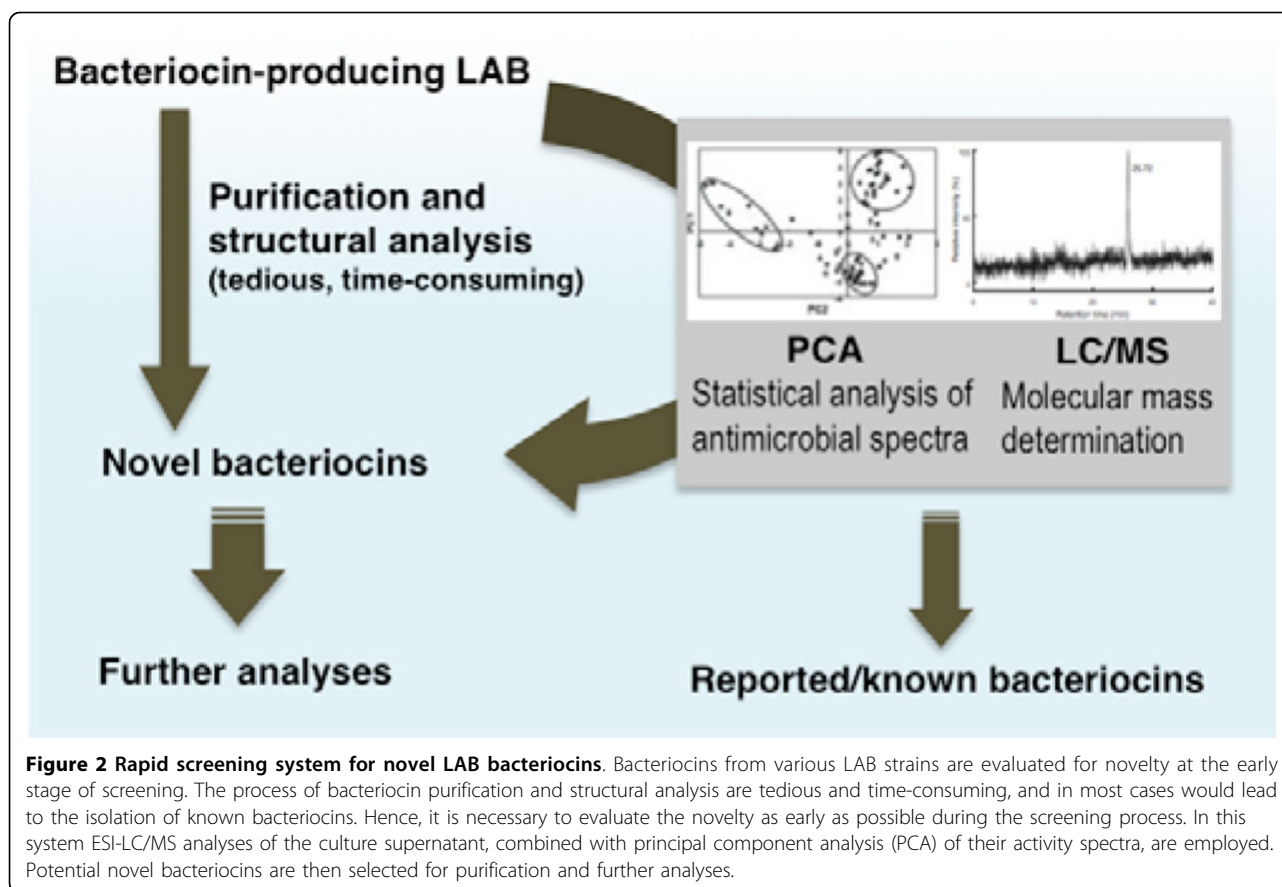 Bacteriocin-producing LAB
Purification and
structural analysis
(tedious, time-consuming)
Novel bacteriocins
Further analyses
PC2
PCA
Statistical analysis of
antimicrobial spectra
Retention time (min)
LC/MS
Molecular mass
determination
Reported/known bacteriocins
Figure 2 Rapid screening system for novel LAB bacteriocins. Bacteriocins from various LAB strains are evaluated for novelty at the early
stage of screening. The process of bacteriocin purification and structural analysis are tedious and time-consuming, and in most cases would lead
to the isolation of known bacteriocins. Hence, it is necessary to evaluate the novelty as early as possible during the screening process. In this
system ESI-LC/MS analyses of the culture supernatant, combined with principal component analysis (PCA) of their activity spectra, are employed.
Potential novel bacteriocins are then selected for purification and further analyses.